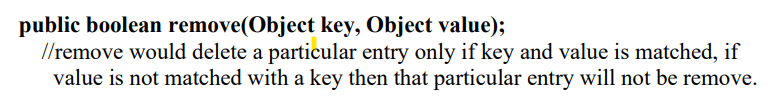 public boolean remove(Object key, Object value);
//remove would delete a particular entry only if key and value is matched, if
value is not matched with a key then that particular entry will not be remove.